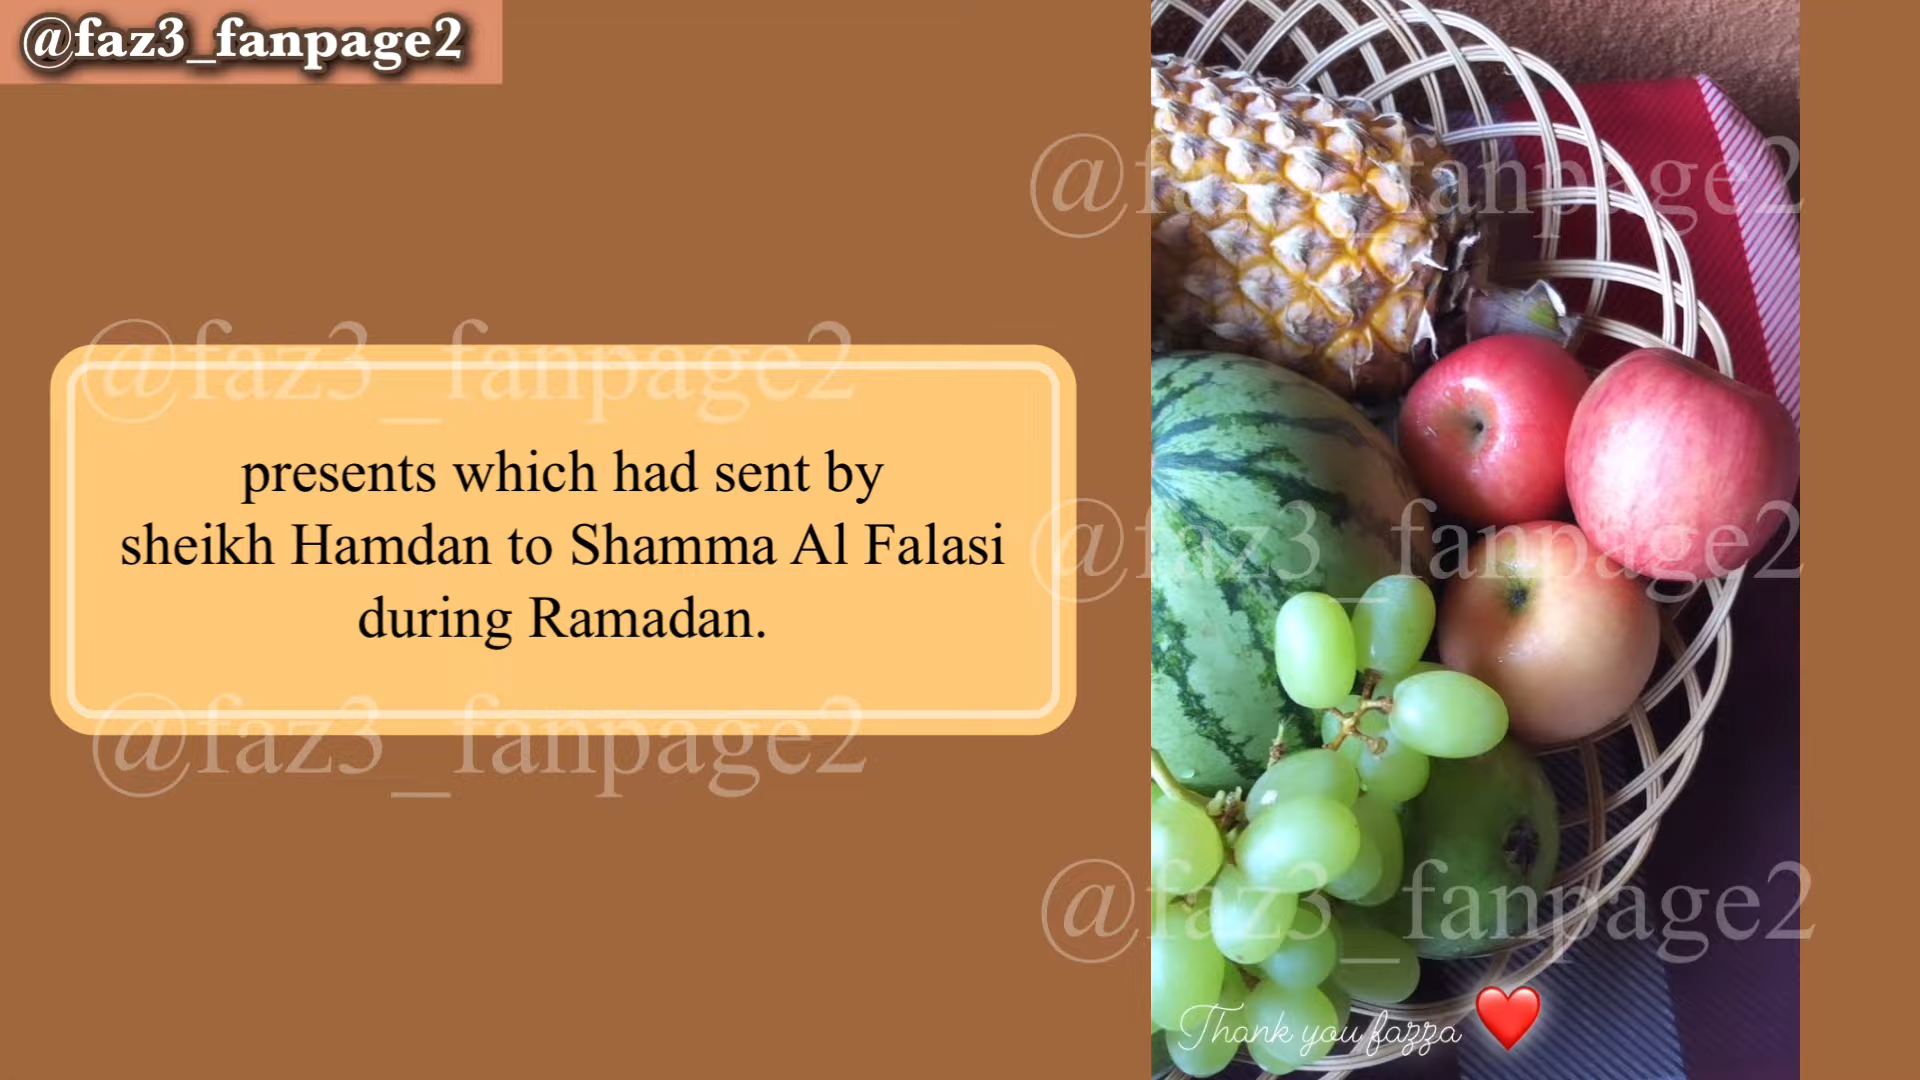 @faz3_fanpage2
@faz3_fanpage2
@faz3_fanpage2
presents which had sent by
sheikh Hamdan to Shamma Al Falasi
during Ramadan.
@faz3_fanpage2
@faz3_fanpage2
@faz3_fanpage2
Thank you fazza